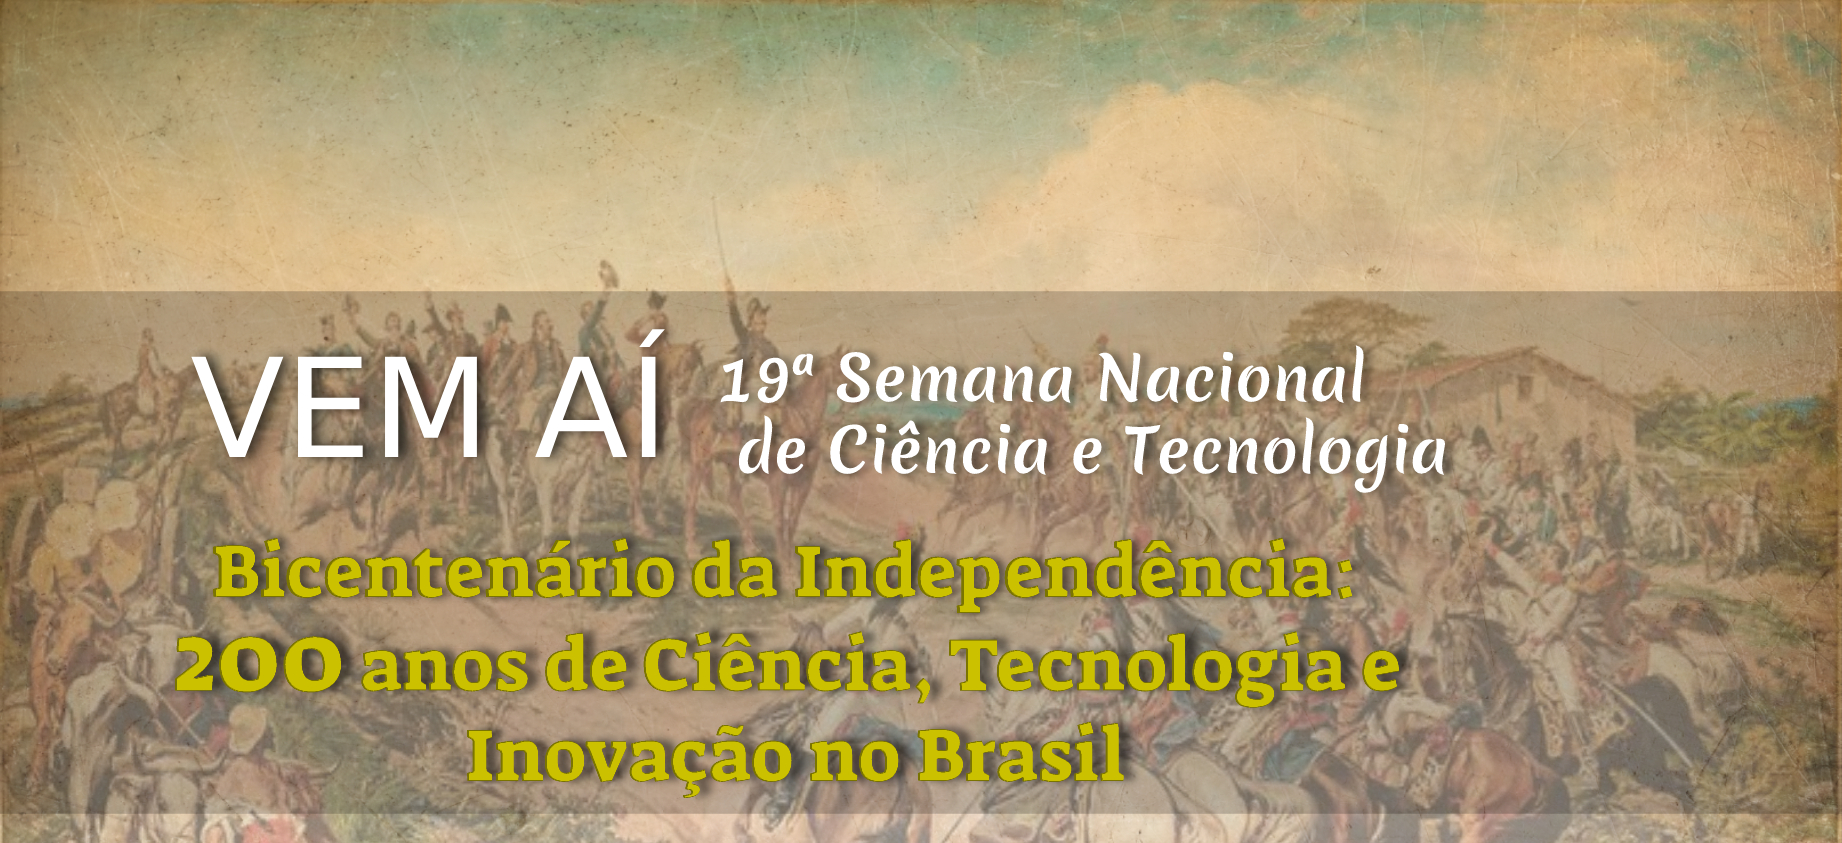 VEM AÍ
19ª Semana Nacional
de Ciência e Tecnologia
Bicentenário da Independência:
200 anos de Ciência, Tecnologia e
Inovação no Brasil